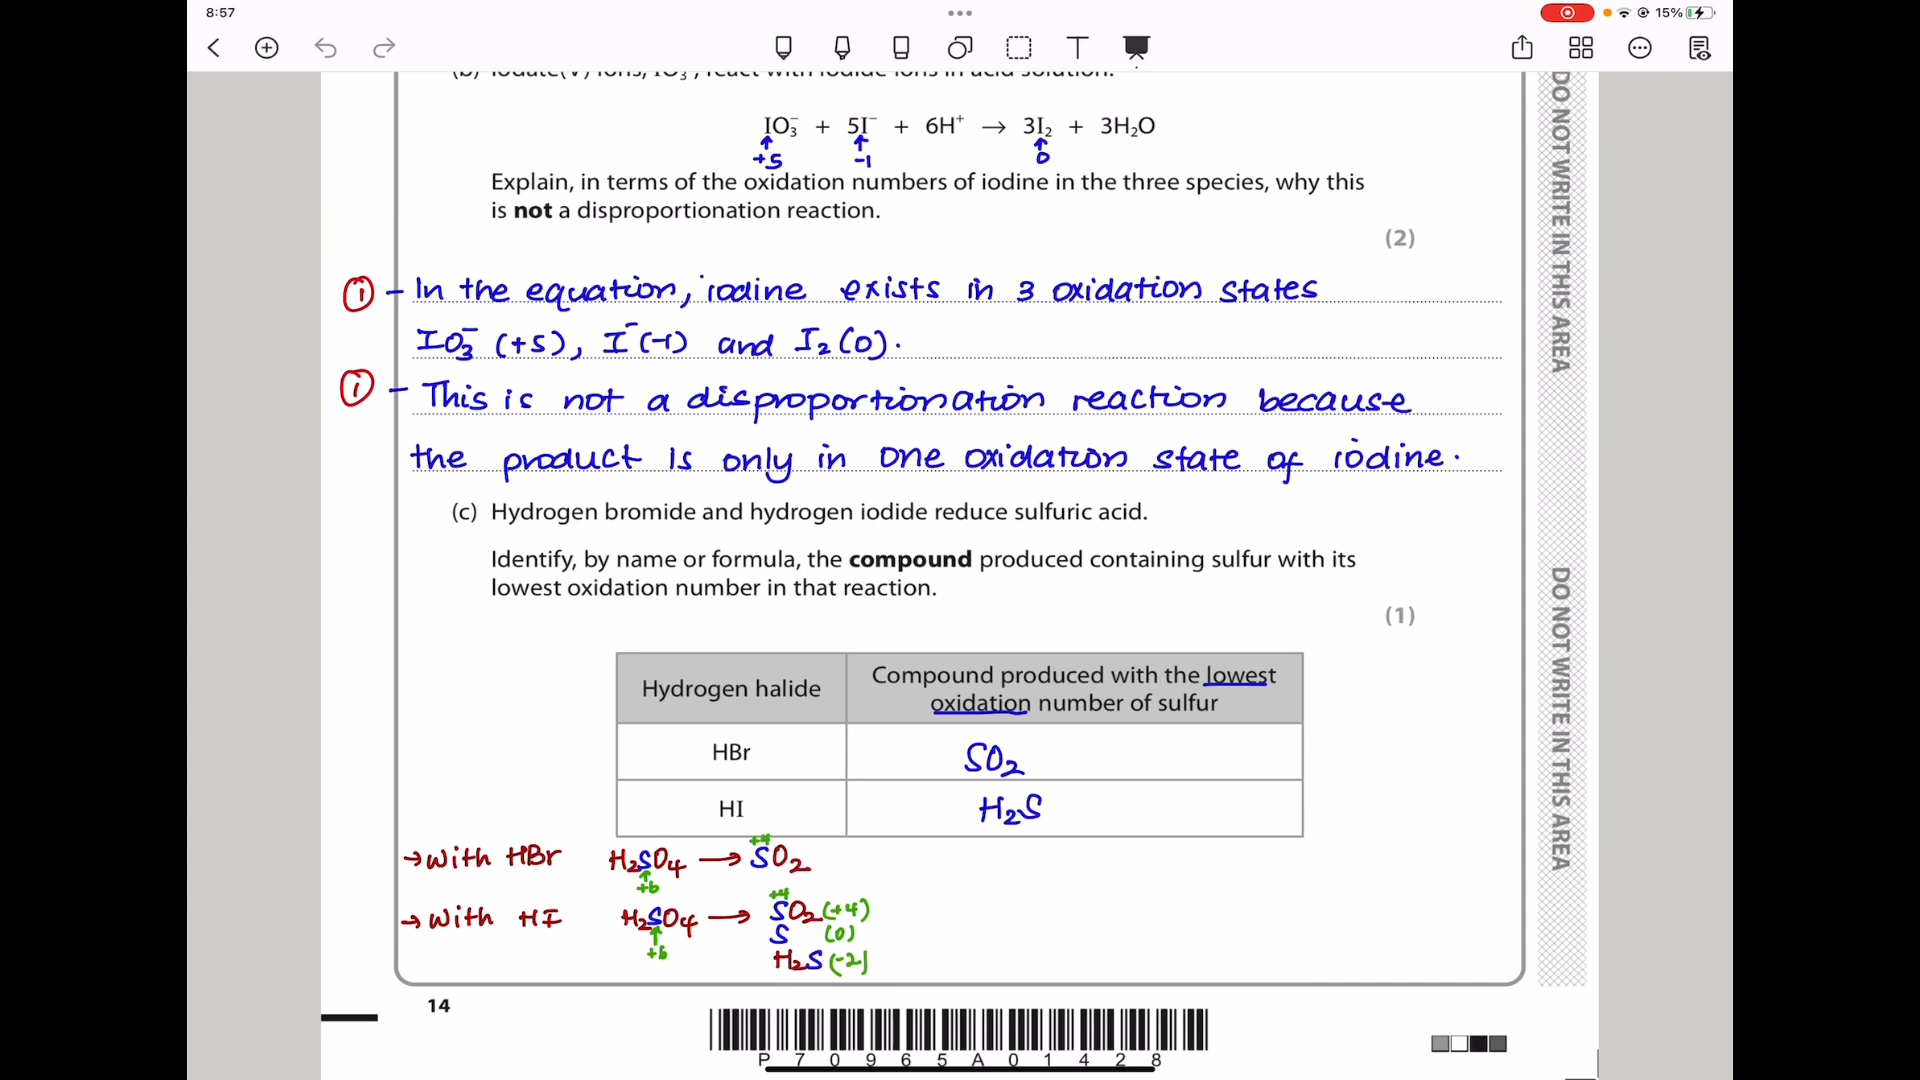 8:57
15%
(b) Iodate(V) ions, IO₃⁻, react with iodide ions in acid solution.
IO₃⁻ + 5I⁻ + 6H⁺ → 3I₂ + 3H₂O
+5 -1 0
Explain, in terms of the oxidation numbers of iodine in the three species, why this
is not a disproportionation reaction.
(2)
① - In the equation, iodine exists in 3 oxidation states
IO₃⁻ (+5), I⁻(-1) and I₂(0).
① - This is not a disproportionation reaction because
the product is only in one oxidation state of iodine.
(c) Hydrogen bromide and hydrogen iodide reduce sulfuric acid.
Identify, by name or formula, the compound produced containing sulfur with its
lowest oxidation number in that reaction.
(1)
Hydrogen halide
Compound produced with the lowest
oxidation number of sulfur
HBr SO₂
HI H₂S
→ with HBr H₂SO₄ → SO₂
+6 +4
→ with HI H₂SO₄ → SO₂ (+4)
+6 +4
S (0)
H₂S (-2)
14
P 7 0 9 6 5 A 0 1 4 2 8
DO NOT WRITE IN THIS AREA
DO NOT WRITE IN THIS AREA